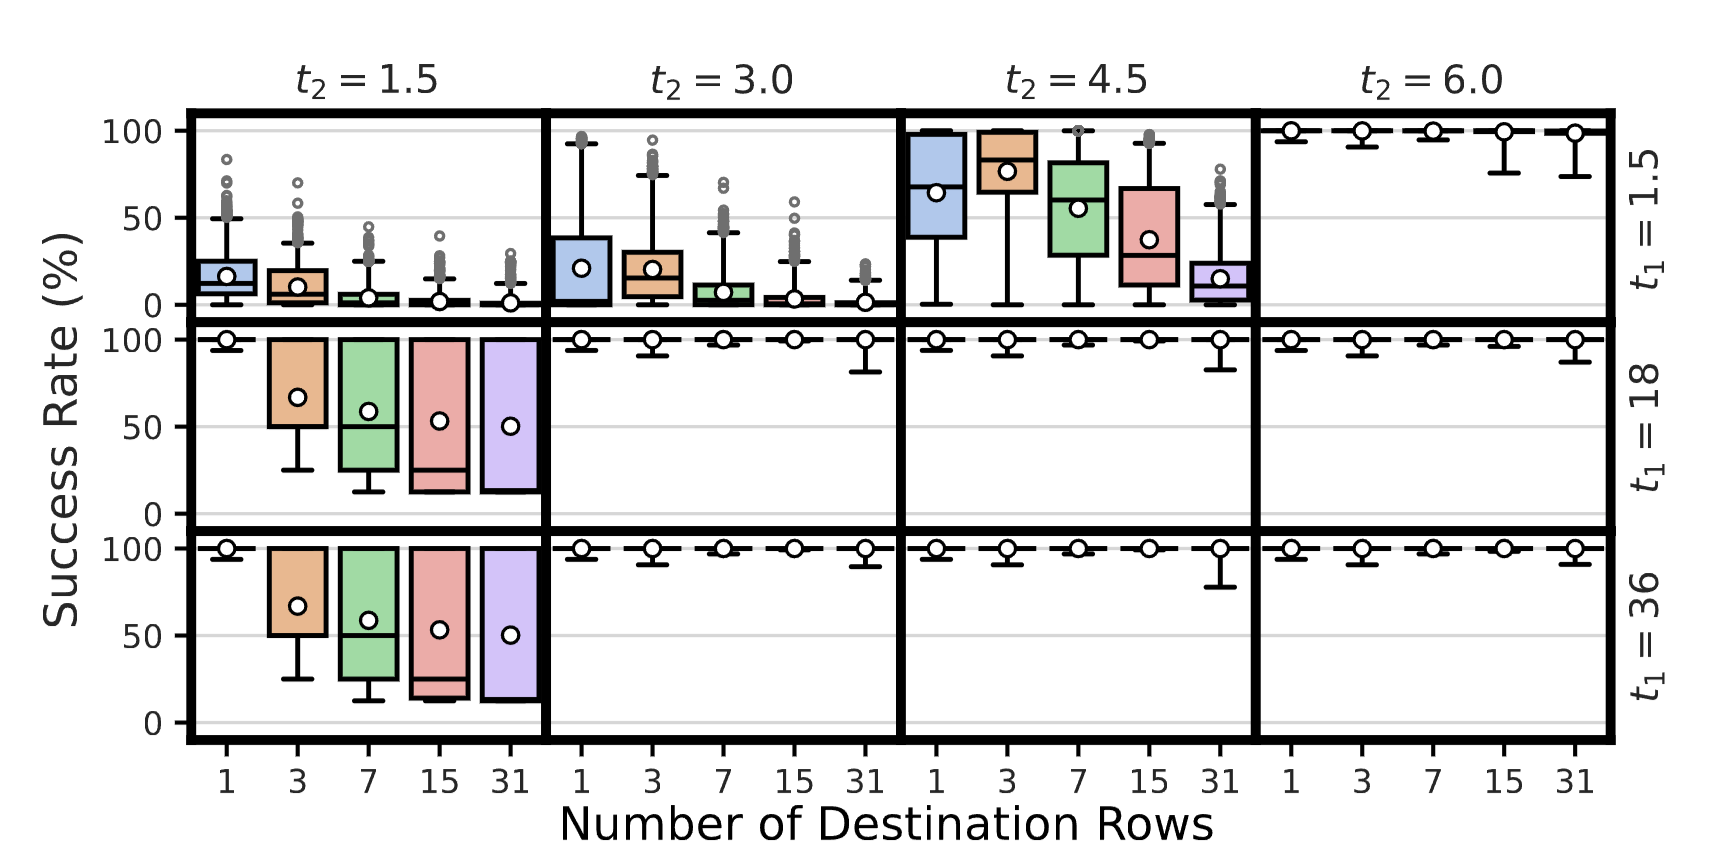 t₂ = 1.5 t₂ = 3.0 t₂ = 4.5 t₂ = 6.0
Success Rate (%)
100
50
0
t₁ = 1.5
100
50
0
t₁ = 18
100
50
0
t₁ = 36
1 3 7 15 31 1 3 7 15 31 1 3 7 15 31 1 3 7 15 31
Number of Destination Rows